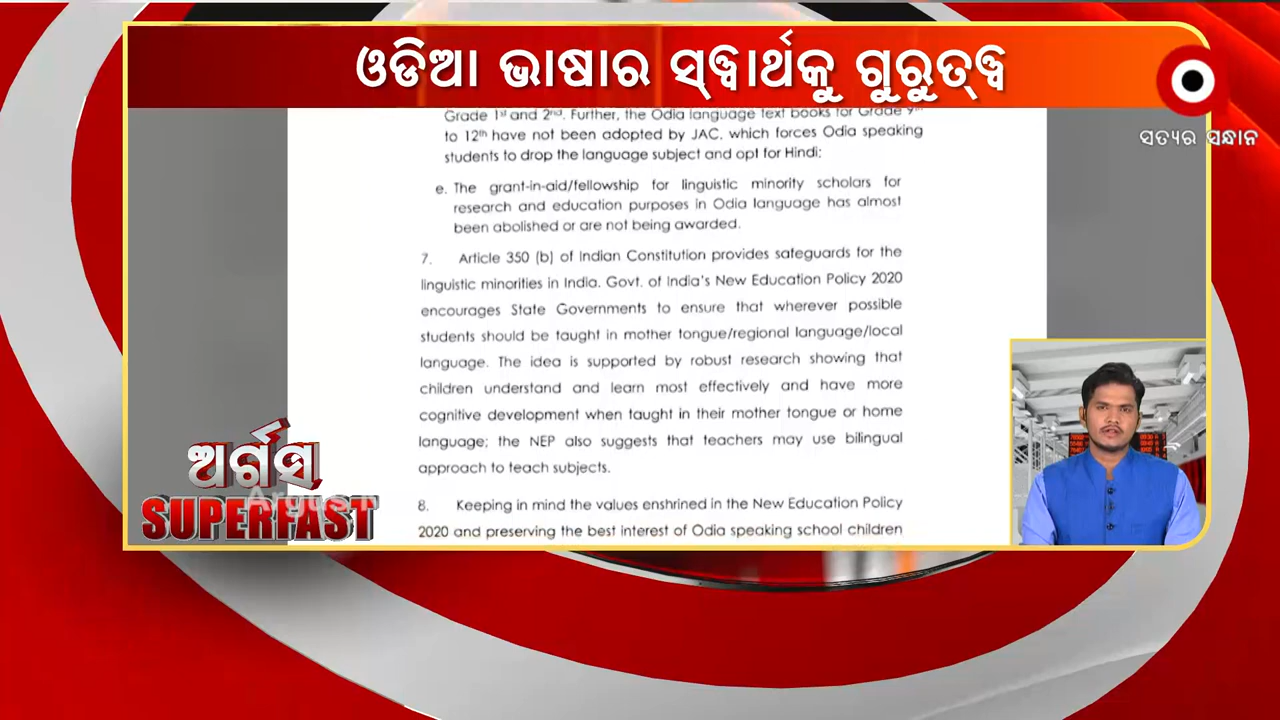 ଓଡିଆ ଭାଷାର ସ୍ୱାର୍ଥକୁ ଗୁରୁତ୍ୱ
ସତ୍ୟର ସନ୍ଧାନ
Grade 1st and 2nd. Further, the Odia language text books for Grade 9th
to 12th have not been adopted by JAC, which forces Odia speaking
students to drop the language subject and opt for Hindi;
e. The grant-in-aid/fellowship for linguistic minority scholars for
research and education purposes in Odia language has almost
been abolished or are not being awarded.
7. Article 350 (b) of Indian Constitution provides safeguards for the
linguistic minorities in India. Govt. of India's New Education Policy 2020
encourages State Governments to ensure that wherever possible
students should be taught in mother tongue/regional language/local
language. The idea is supported by robust research showing that
children understand and learn most effectively and have more
cognitive development when taught in their mother tongue or home
language; the NEP also suggests that teachers may use bilingual
approach to teach subjects.
8. Keeping in mind the values enshrined in the New Education Policy
2020 and preserving the best interest of Odia speaking school children
ଅର୍ଗସ
Argus
SUPERFAST